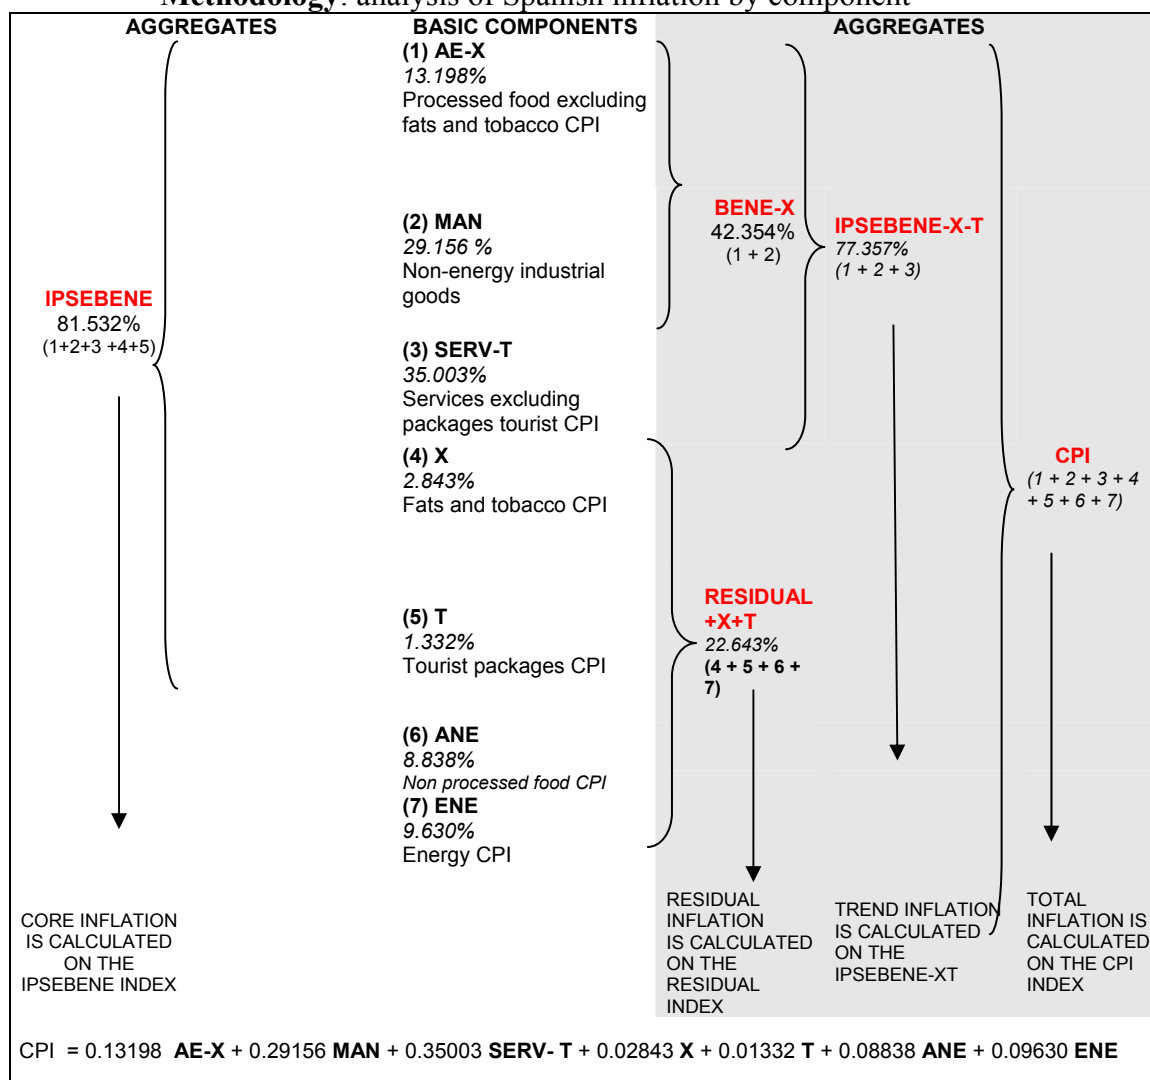 Methodology: analysis of Spanish inflation by component
AGGREGATES
BASIC COMPONENTS
AGGREGATES
(1) AE-X
13.198%
Processed food excluding
fats and tobacco CPI
(2) MAN
29.156 %
Non-energy industrial
goods
(3) SERV-T
35.003%
Services excluding
packages tourist CPI
(4) X
2.843%
Fats and tobacco CPI
(5) T
1.332%
Tourist packages CPI
(6) ANE
8.838%
Non processed food CPI
(7) ENE
9.630%
Energy CPI
IPSEBENE
81.532%
(1+2+3 +4+5)
BENE-X
42.354%
(1 + 2)
IPSEBENE-X-T
77.357%
(1 + 2 + 3)
CPI
(1 + 2 + 3 + 4
+ 5 + 6 + 7)
RESIDUAL
+X+T
22.643%
(4 + 5 + 6 +
7)
CORE INFLATION
IS CALCULATED
ON THE
IPSEBENE INDEX
RESIDUAL
INFLATION
IS CALCULATED
ON THE
RESIDUAL
INDEX
TREND INFLATION
IS CALCULATED
ON THE
IPSEBENE-XT
TOTAL
INFLATION IS
CALCULATED
ON THE CPI
INDEX
CPI = 0.13198 AE-X + 0.29156 MAN + 0.35003 SERV- T + 0.02843 X + 0.01332 T + 0.08838 ANE + 0.09630 ENE